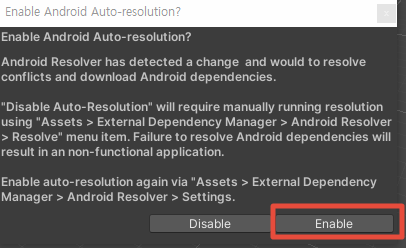 Enable Android Auto-resolution?
x
Enable Android Auto-resolution?
Android Resolver has detected a change  and would to resolve
conflicts and download Android dependencies.
"Disable Auto-Resolution" will require manually running resolution
using "Assets > External Dependency Manager > Android Resolver
> Resolve" menu item. Failure to resolve Android dependencies will
result in an non-functional application.
Enable auto-resolution again via "Assets > External Dependency
Manager > Android Resolver > Settings.
Disable
Enable